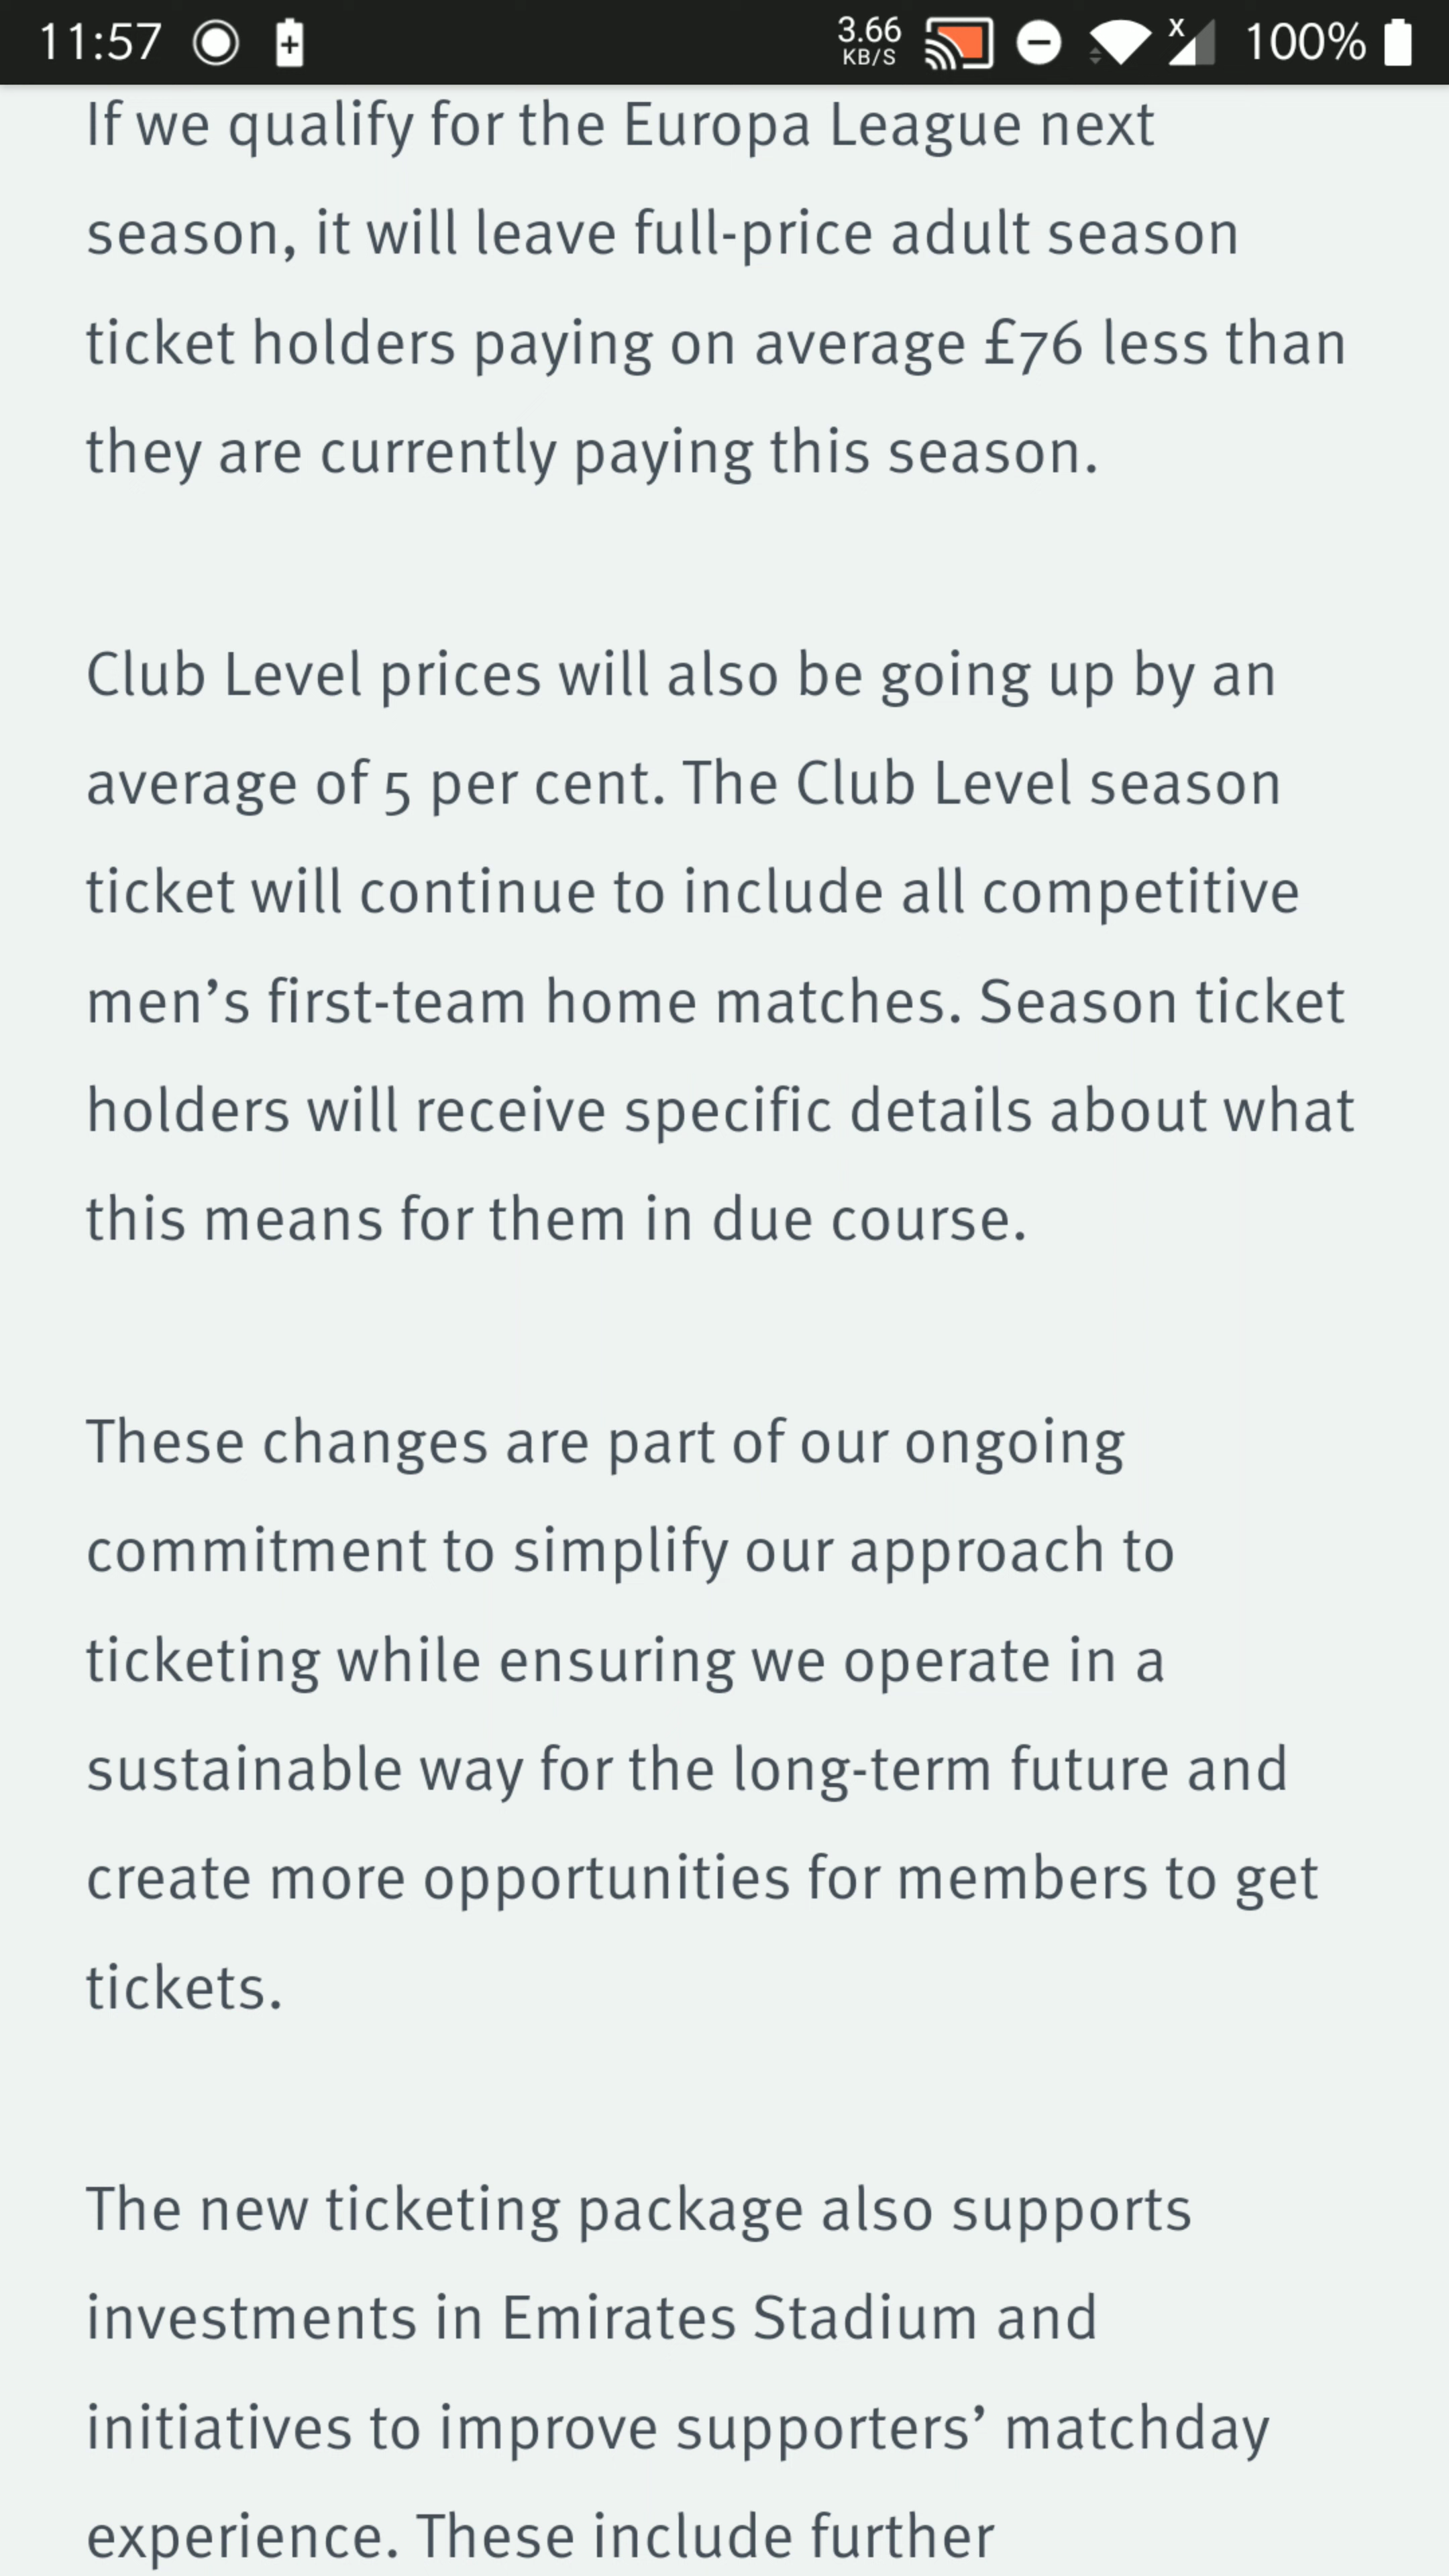 11:57
3.66
KB/S
X
100%
If we qualify for the Europa League next
season, it will leave full-price adult season
ticket holders paying on average £76 less than
they are currently paying this season.
Club Level prices will also be going up by an
average of 5 per cent. The Club Level season
ticket will continue to include all competitive
men’s first-team home matches. Season ticket
holders will receive specific details about what
this means for them in due course.
These changes are part of our ongoing
commitment to simplify our approach to
ticketing while ensuring we operate in a
sustainable way for the long-term future and
create more opportunities for members to get
tickets.
The new ticketing package also supports
investments in Emirates Stadium and
initiatives to improve supporters’ matchday
experience. These include further